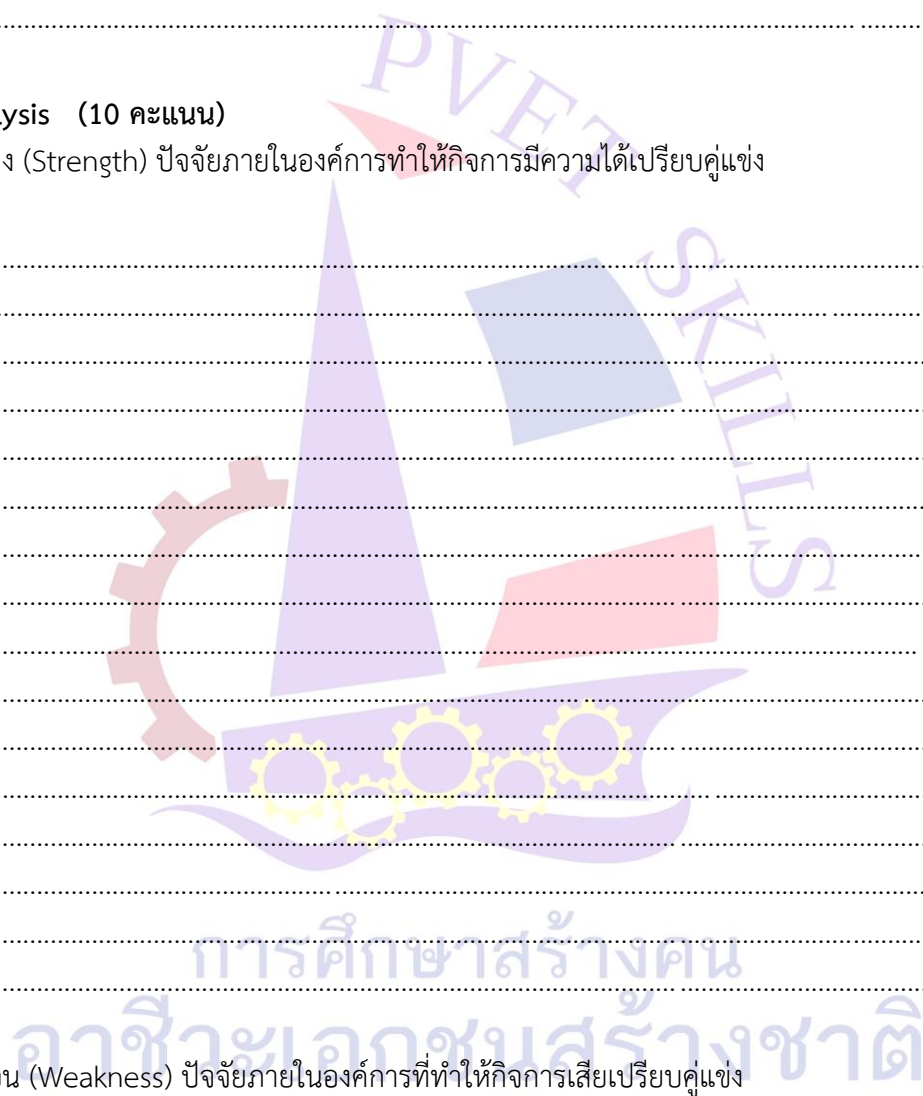 lysis (10 คะแนน)
ง (Strength) ปัจจัยภายในองค์การทำให้กิจการมีความได้เปรียบคู่แข่ง
PVET SKILLS
การศึกษาสร้างคน
อาชีวะเอกชนสร้างชาติ
น (Weakness) ปัจจัยภายในองค์การที่ทำให้กิจการเสียเปรียบคู่แข่ง